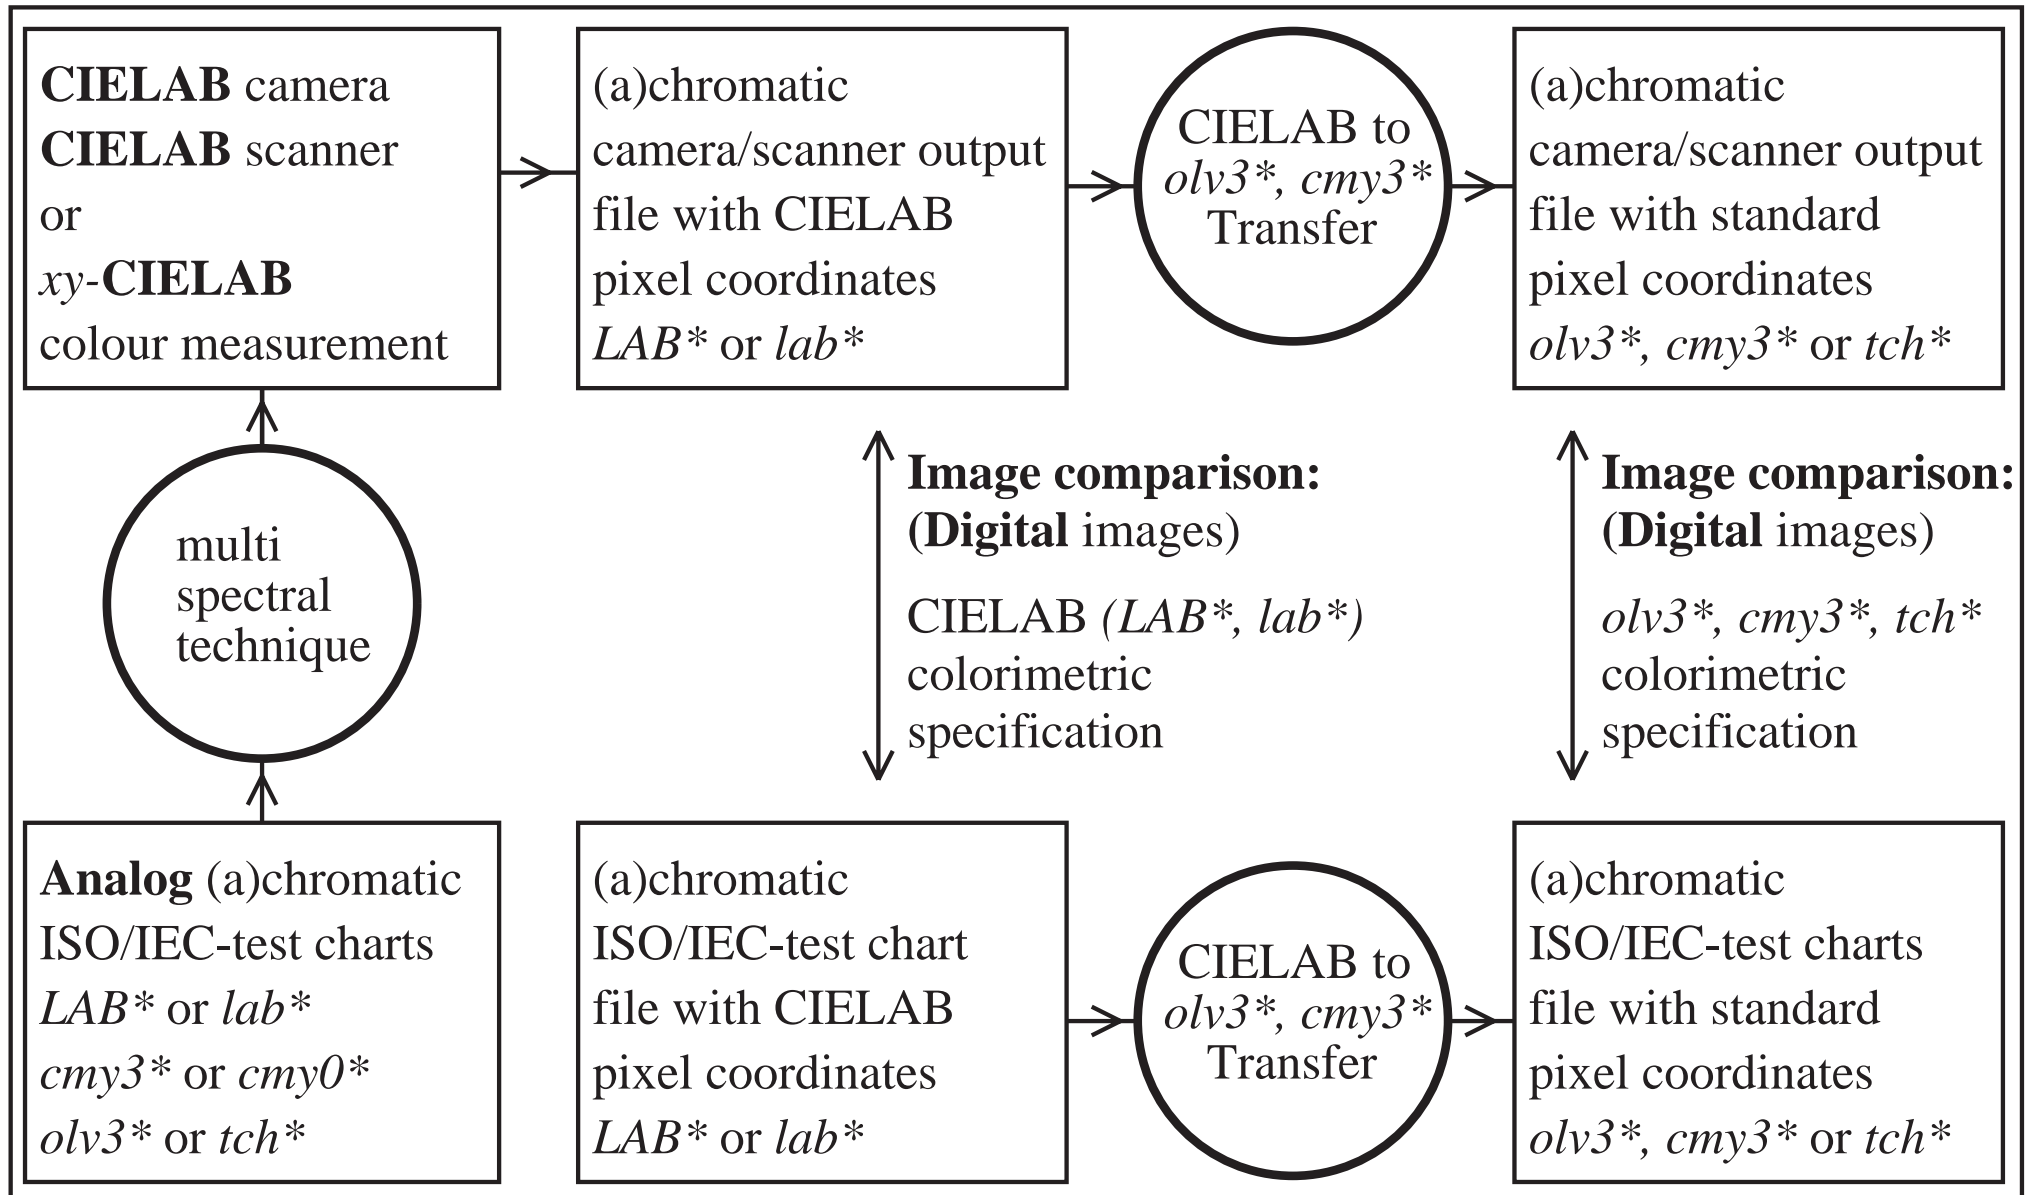 CIELAB camera
CIELAB scanner
or
xy-CIELAB
colour measurement
(a)chromatic
camera/scanner output
file with CIELAB
pixel coordinates
LAB* or lab*
CIELAB to
olv3*, cmy3*
Transfer
(a)chromatic
camera/scanner output
file with standard
pixel coordinates
olv3*, cmy3* or tch*
multi
spectral
technique
Image comparison:
(Digital images)
CIELAB (LAB*, lab*)
colorimetric
specification
Image comparison:
(Digital images)
olv3*, cmy3*, tch*
colorimetric
specification
Analog (a)chromatic
ISO/IEC-test charts
LAB* or lab*
cmy3* or cmy0*
olv3* or tch*
(a)chromatic
ISO/IEC-test chart
file with CIELAB
pixel coordinates
LAB* or lab*
CIELAB to
olv3*, cmy3*
Transfer
(a)chromatic
ISO/IEC-test charts
file with standard
pixel coordinates
olv3*, cmy3* or tch*